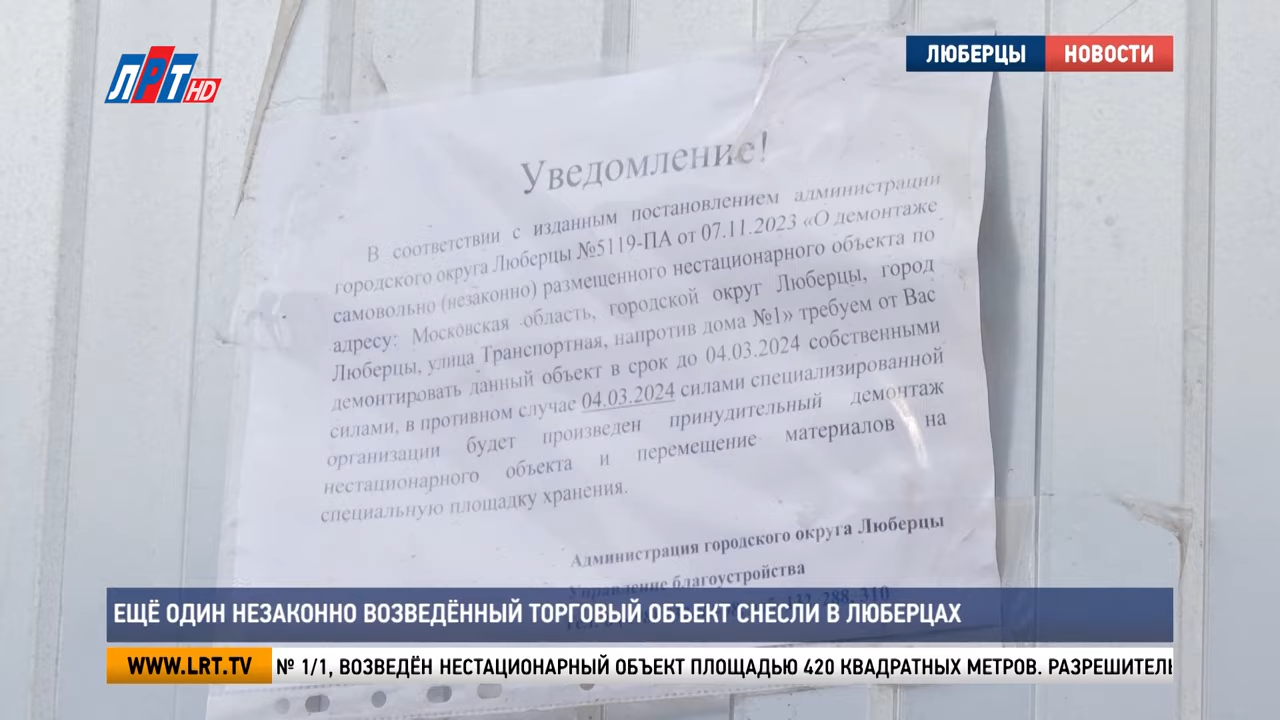 ЛРТ HD
ЛЮБЕРЦЫ НОВОСТИ
Уведомление!
В соответствии с изданным постановлением администрации
городского округа Люберцы №5119-ПА от 07.11.2023 «О демонтаже
самовольно (незаконно) размещенного нестационарного объекта по
адресу: Московская область, городской округ Люберцы, город
Люберцы, улица Транспортная, напротив дома №1» требуем от Вас
демонтировать данный объект в срок до 04.03.2024 собственными
силами, в противном случае 04.03.2024 силами специализированной
организации будет произведен принудительный демонтаж
нестационарного объекта и перемещение материалов на
специальную площадку хранения.
Администрация городского округа Люберцы
Управление благоустройства
132, 288, 310
ЕЩЁ ОДИН НЕЗАКОННО ВОЗВЕДЁННЫЙ ТОРГОВЫЙ ОБЪЕКТ СНЕСЛИ В ЛЮБЕРЦАХ
WWW.LRT.TV № 1/1, ВОЗВЕДЁН НЕСТАЦИОНАРНЫЙ ОБЪЕКТ ПЛОЩАДЬЮ 420 КВАДРАТНЫХ МЕТРОВ. РАЗРЕШИТЕЛЬ